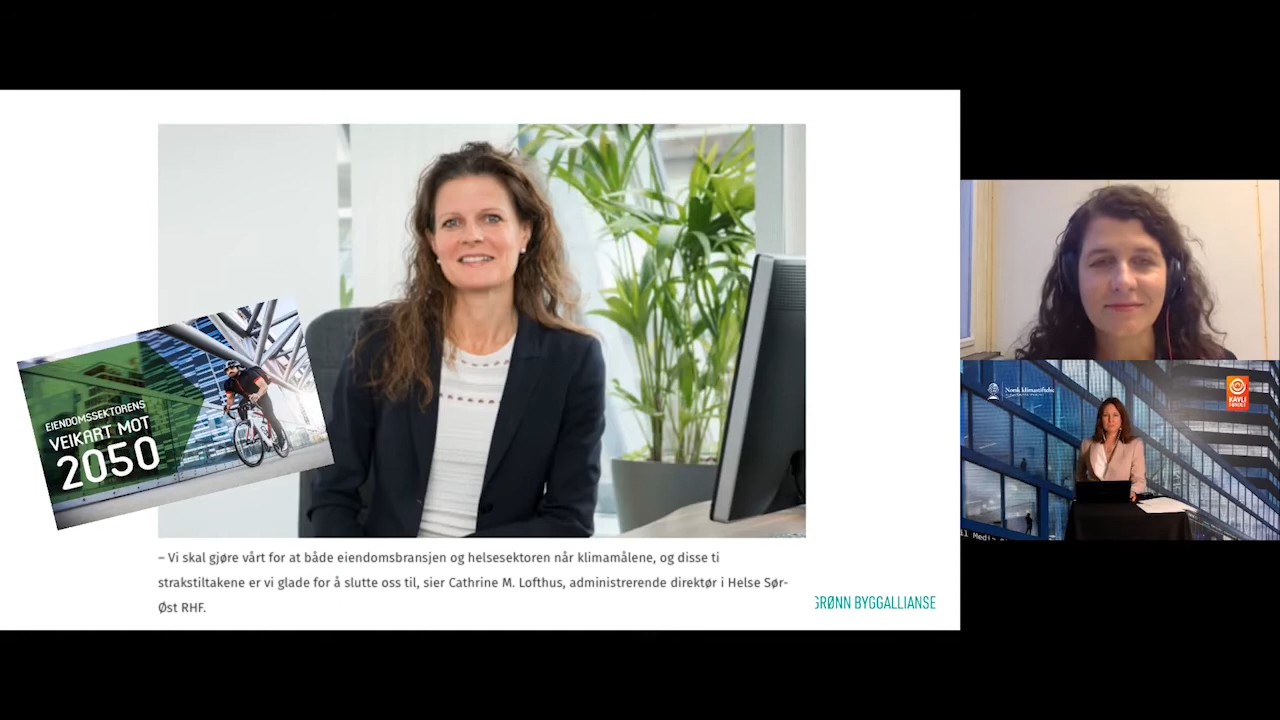 EIENDOMSSEKTORENS
VEIKART MOT
2050
– Vi skal gjøre vårt for at både eiendomsbransjen og helsesektoren når klimamålene, og disse ti
strakstiltakene er vi glade for å slutte oss til, sier Cathrine M. Lofthus, administrerende direktør i Helse Sør-
Øst RHF.
GRØNN BYGGALLIANSE
Norsk klimastiftelse
KAVLI
FONDET